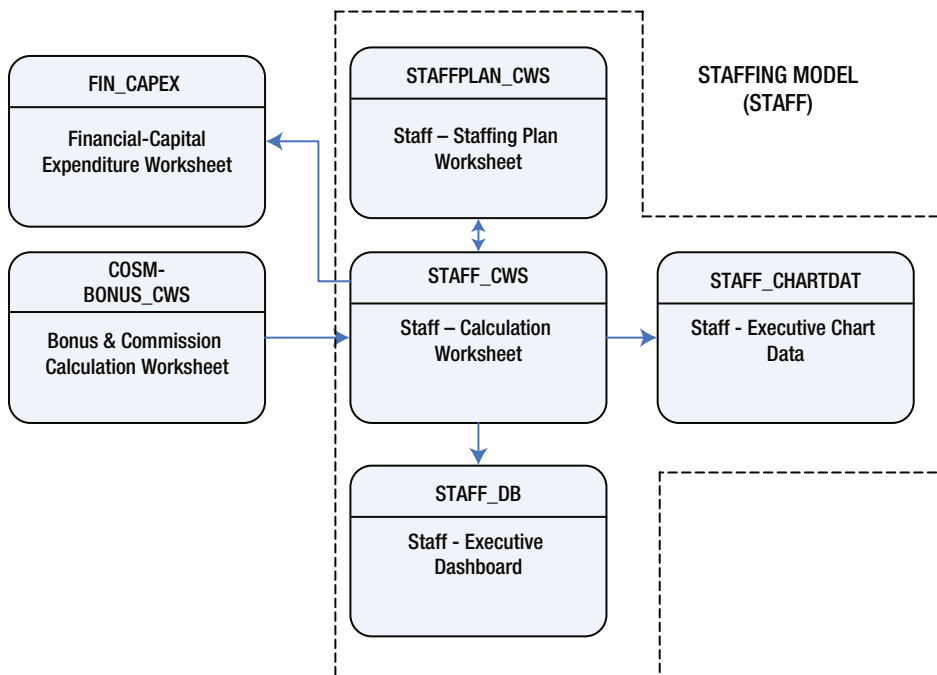 FIN_CAPEX
Financial-Capital
Expenditure Worksheet
STAFFPLAN_CWS
Staff – Staffing Plan
Worksheet
STAFFING MODEL
(STAFF)
COSM-
BONUS_CWS
Bonus & Commission
Calculation Worksheet
STAFF_CWS
Staff – Calculation
Worksheet
STAFF_CHARTDAT
Staff - Executive Chart
Data
STAFF_DB
Staff - Executive
Dashboard